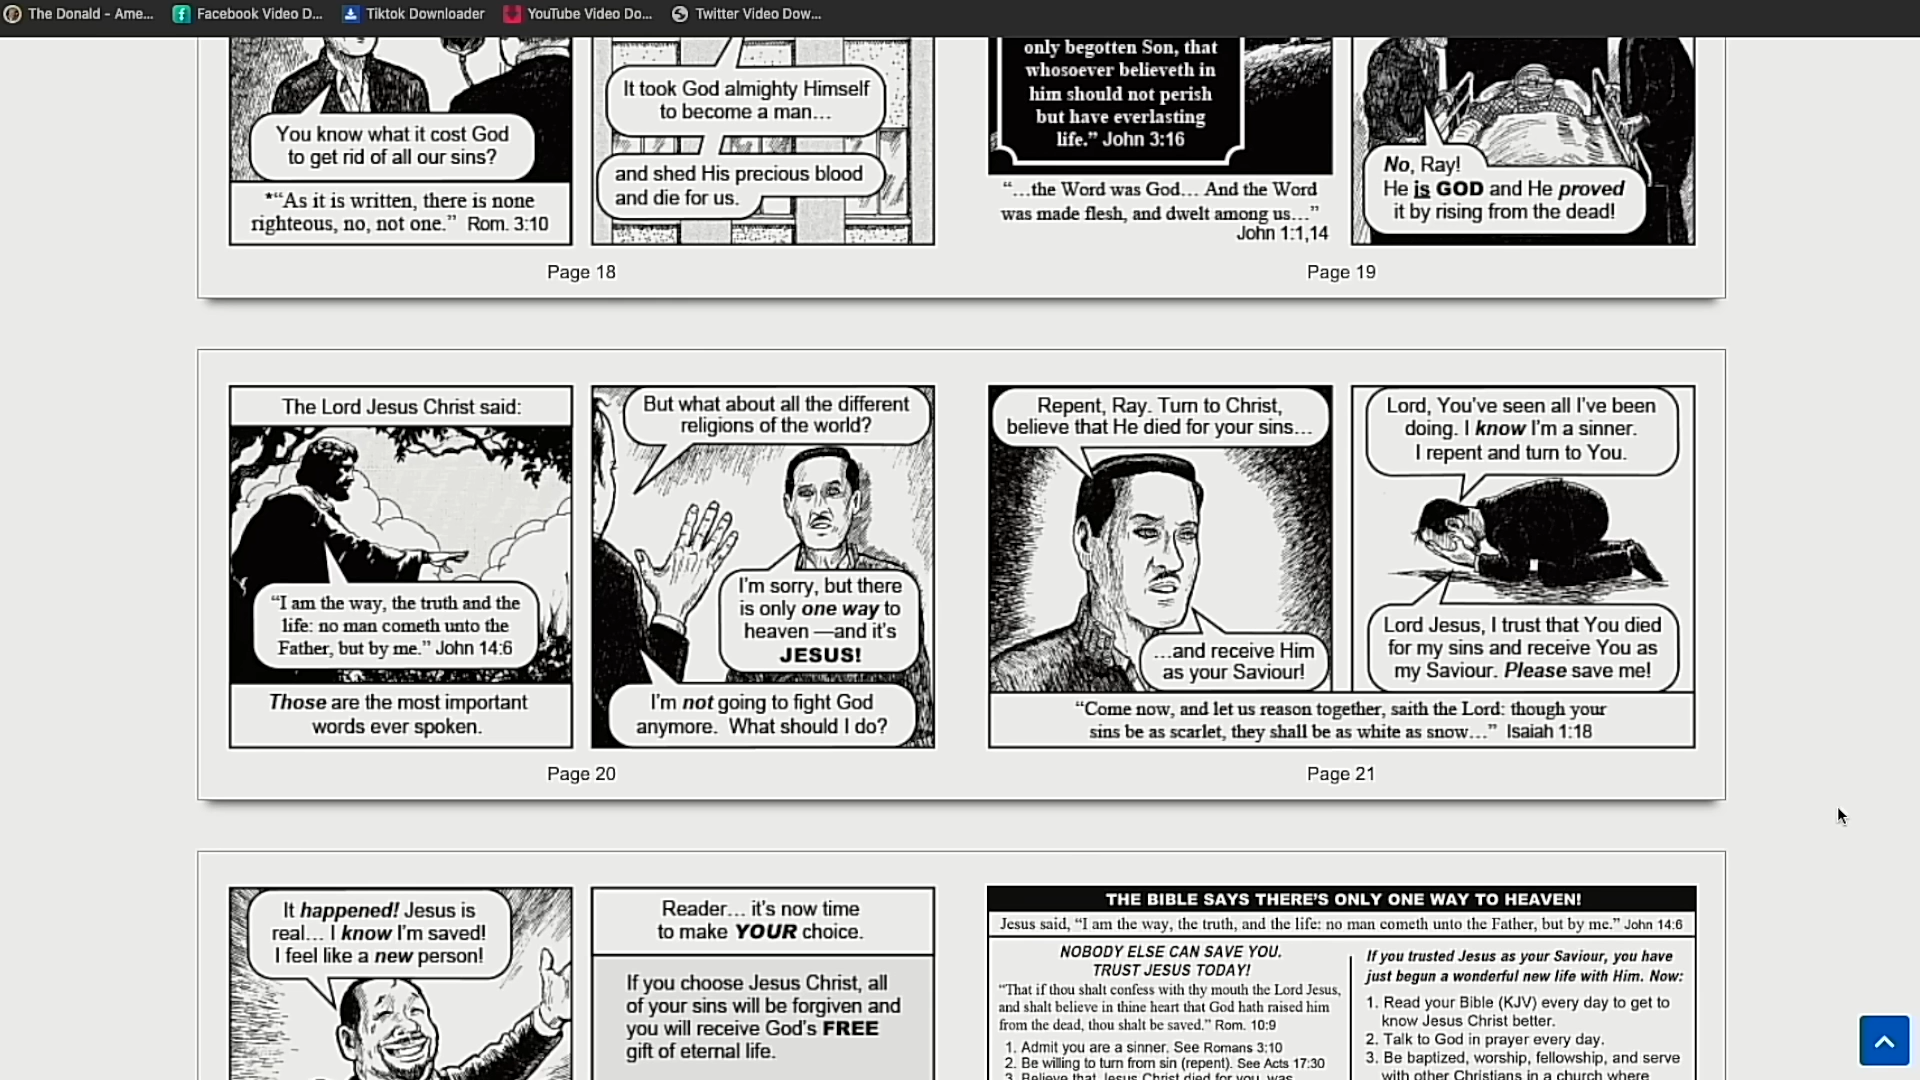 The Donald - Ame...
Facebook Video D...
Tiktok Downloader
YouTube Video Do...
Twitter Video Dow...
You know what it cost God
to get rid of all our sins?
*“As it is written, there is none
righteous, no, not one.” Rom. 3:10
It took God almighty Himself
to become a man...
and shed His precious blood
and die for us.
Page 18
only begotten Son, that
whosoever believeth in
him should not perish
but have everlasting
life.” John 3:16
“...the Word was God... And the Word
was made flesh, and dwelt among us...”
John 1:1,14
No, Ray!
He is GOD and He proved
it by rising from the dead!
Page 19
The Lord Jesus Christ said:
“I am the way, the truth and the
life: no man cometh unto the
Father, but by me.” John 14:6
Those are the most important
words ever spoken.
But what about all the different
religions of the world?
I'm sorry, but there
is only one way to
heaven —and it's
JESUS!
I'm not going to fight God
anymore. What should I do?
Page 20
Repent, Ray. Turn to Christ,
believe that He died for your sins...
...and receive Him
as your Saviour!
Lord, You've seen all I've been
doing. I know I'm a sinner.
I repent and turn to You.
Lord Jesus, I trust that You died
for my sins and receive You as
my Saviour. Please save me!
“Come now, and let us reason together, saith the Lord: though your
sins be as scarlet, they shall be as white as snow...” Isaiah 1:18
Page 21
It happened! Jesus is
real... I know I'm saved!
I feel like a new person!
Reader... it's now time
to make YOUR choice.
If you choose Jesus Christ, all
of your sins will be forgiven and
you will receive God's FREE
gift of eternal life.
THE BIBLE SAYS THERE'S ONLY ONE WAY TO HEAVEN!
Jesus said, “I am the way, the truth, and the life: no man cometh unto the Father, but by me.” John 14:6
NOBODY ELSE CAN SAVE YOU.
TRUST JESUS TODAY!
“That if thou shalt confess with thy mouth the Lord Jesus,
and shalt believe in thine heart that God hath raised him
from the dead, thou shalt be saved.” Rom. 10:9
1. Admit you are a sinner. See Romans 3:10
2. Be willing to turn from sin (repent). See Acts 17:30
3. Believe that Jesus Christ died for you, was
If you trusted Jesus as your Saviour, you have
just begun a wonderful new life with Him. Now:
1. Read your Bible (KJV) every day to get to
know Jesus Christ better.
2. Talk to God in prayer every day.
3. Be baptized, worship, fellowship, and serve
with other Christians in a church where